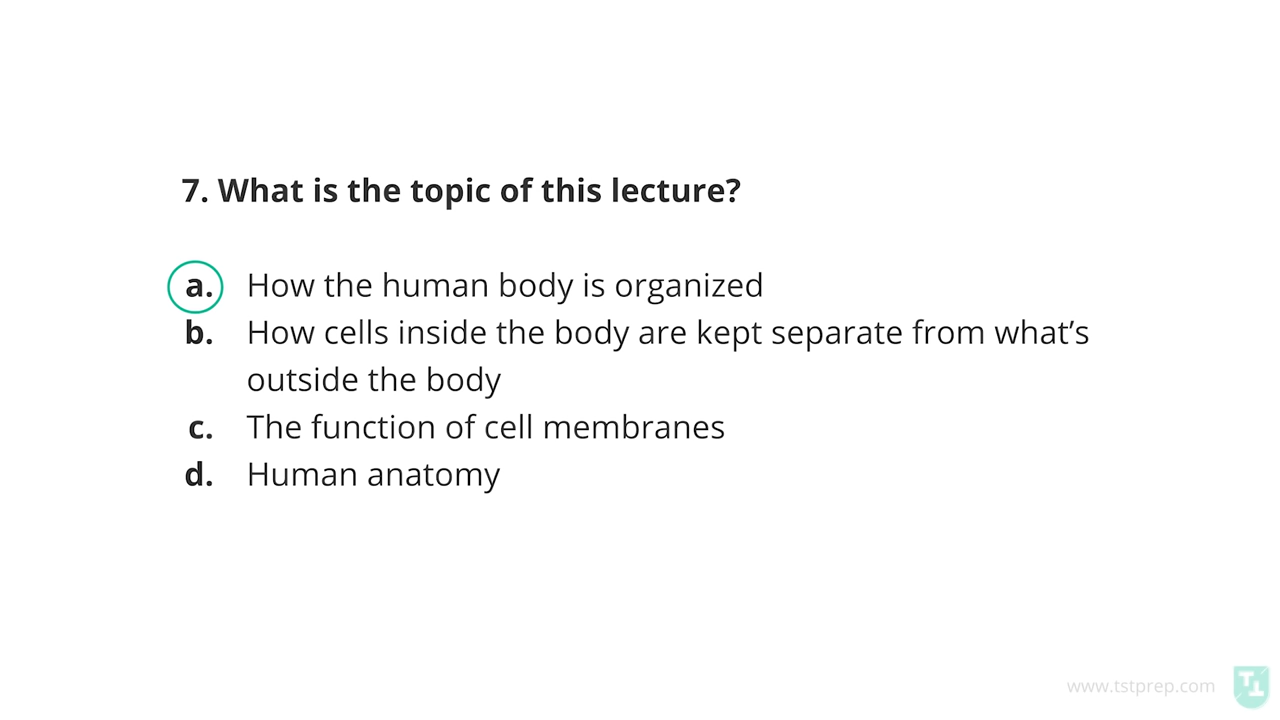 7. What is the topic of this lecture?
a. How the human body is organized
b. How cells inside the body are kept separate from what’s
outside the body
c. The function of cell membranes
d. Human anatomy
www.tstprep.com